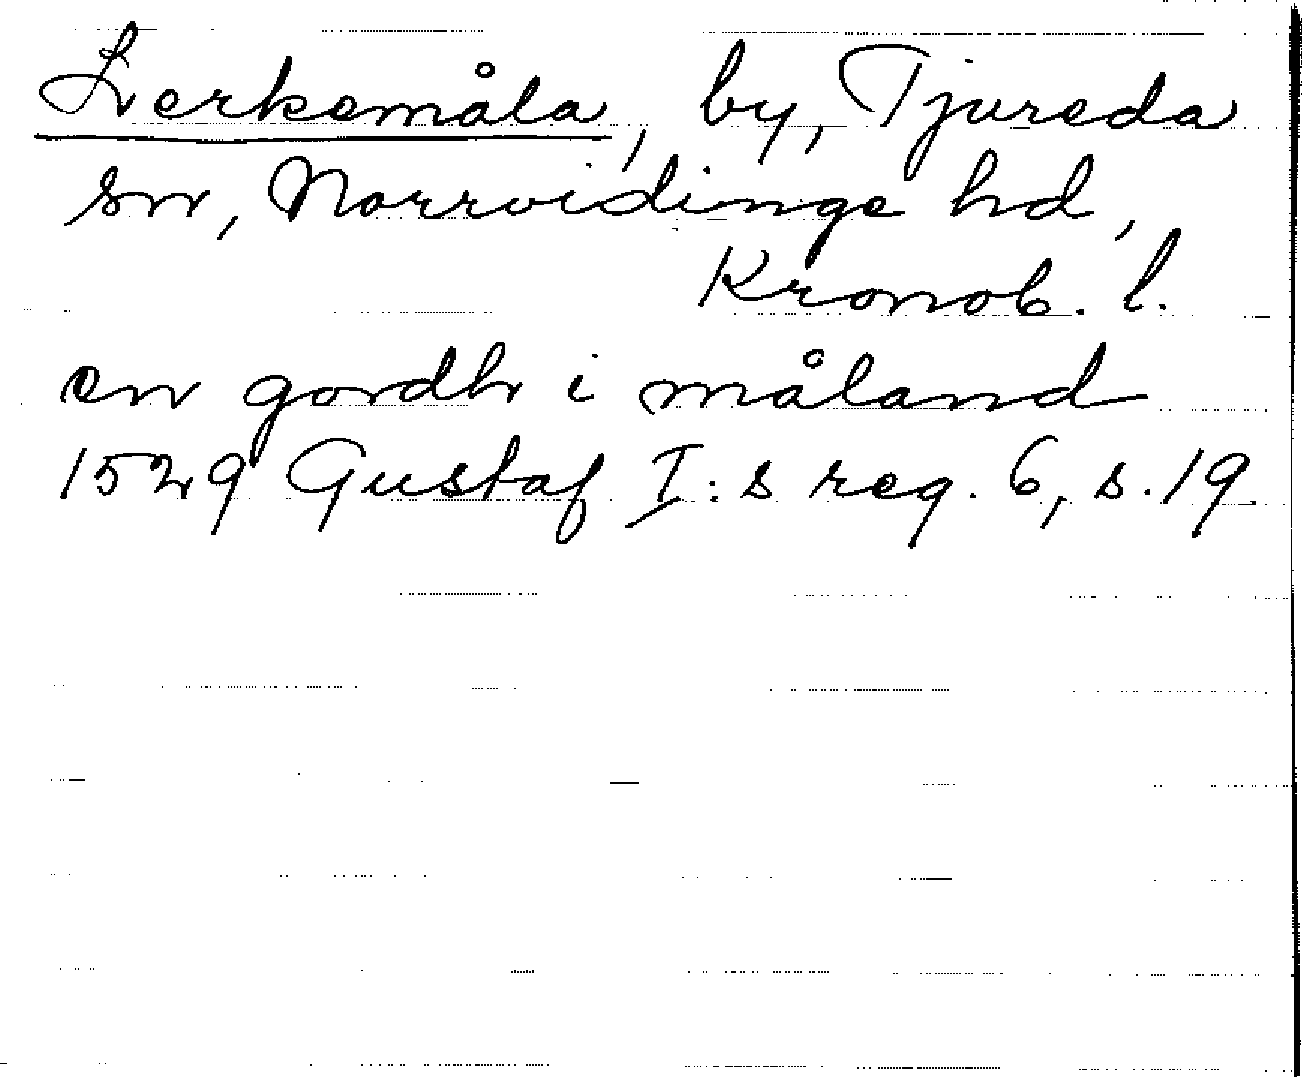 Lerkemåla, by, Tjureda
sn, Norrvidinge hd,
Kronob. l.
en gordh i måland
1529 Gustaf I:s reg. 6, s. 19